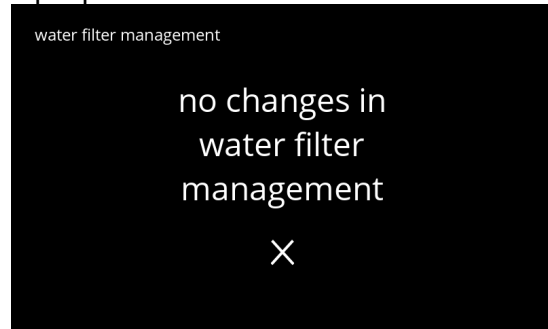 water filter management
no changes in
water filter
management
X